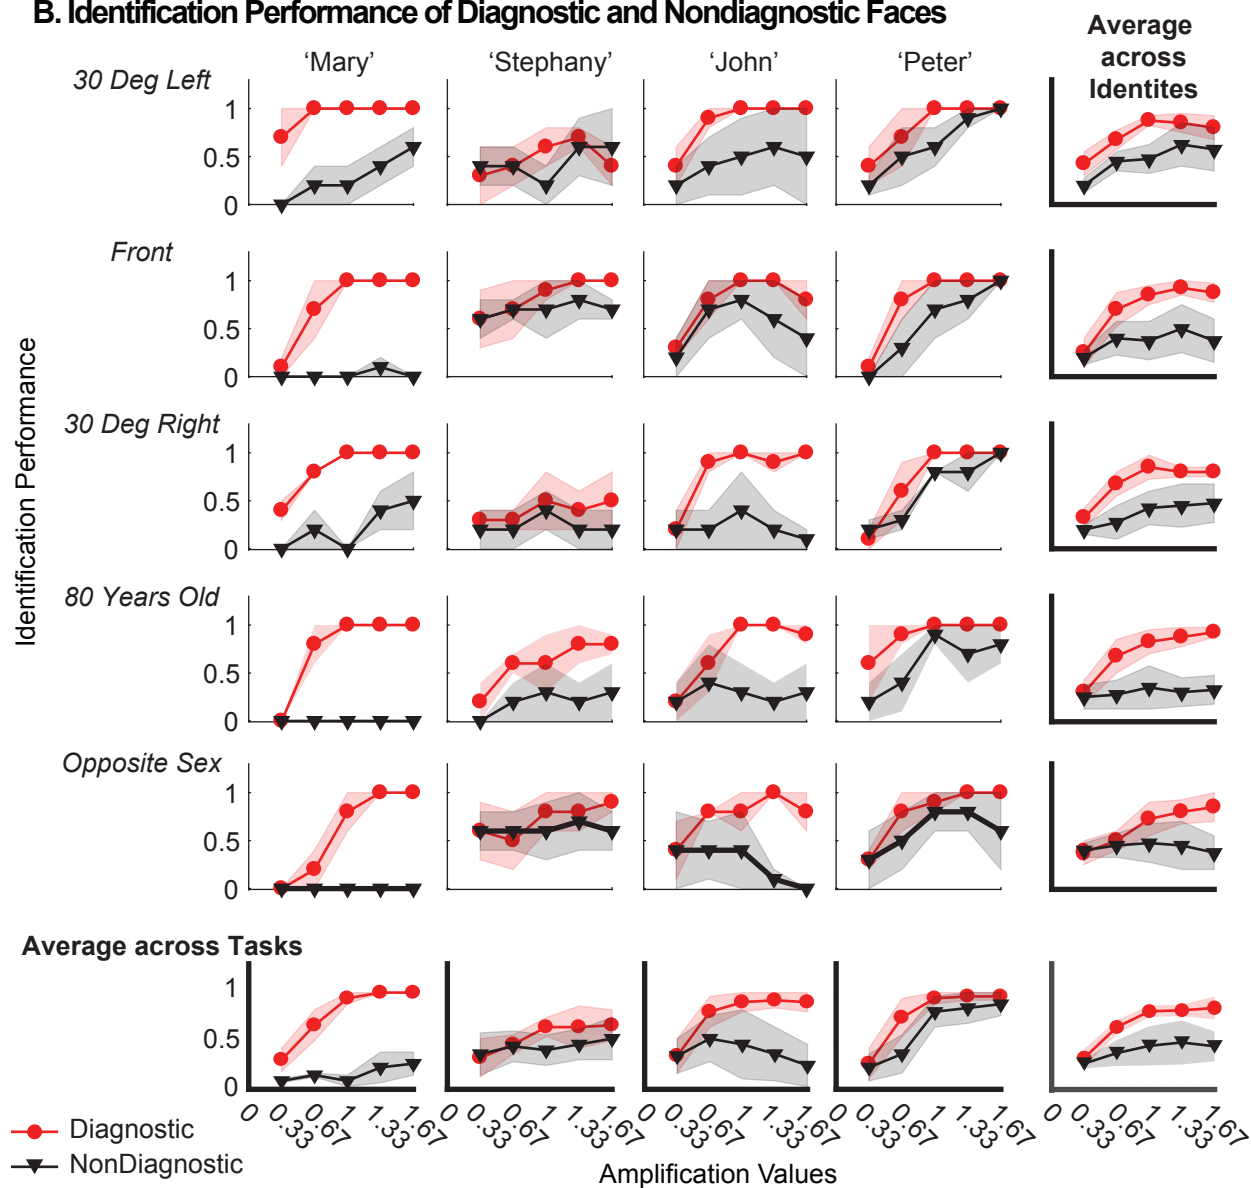 B. Identification Performance of Diagnostic and Nondiagnostic Faces
‘Mary’ ‘Stephany’ ‘John’ ‘Peter’
Average
across
Identites
30 Deg Left
1
0.5
0
Front
1
0.5
0
30 Deg Right
1
0.5
0
80 Years Old
1
0.5
0
Opposite Sex
1
0.5
0
Identification Performance
Average across Tasks
1
0.5
0
0 0.33 0.67 1 1.33 1.67
0 0.33 0.67 1 1.33 1.67
0 0.33 0.67 1 1.33 1.67
0 0.33 0.67 1 1.33 1.67
0 0.33 0.67 1 1.33 1.67
Diagnostic
NonDiagnostic
Amplification Values